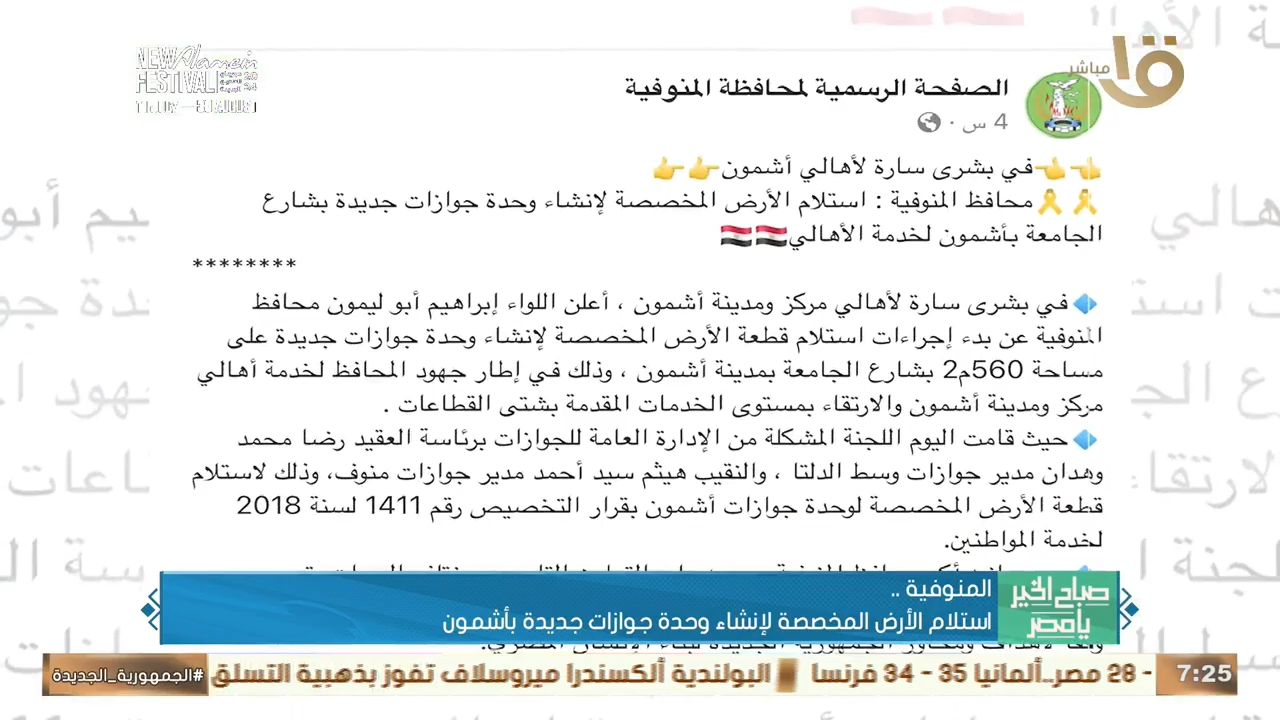 NEW Alamein
FESTIVAL
مباشر
الصفحة الرسمية لمحافظة المنوفية
4 س ·
👈👈في بشرى سارة لأهالي أشمون👉👉
🎗🎗محافظ المنوفية : استلام الأرض المخصصة لإنشاء وحدة جوازات جديدة بشارع
الجامعة بأشمون لخدمة الأهالي🇪🇬🇪🇬
********
🔷في بشرى سارة لأهالي مركز ومدينة أشمون ، أعلن اللواء إبراهيم أبو ليمون محافظ
المنوفية عن بدء إجراءات استلام قطعة الأرض المخصصة لإنشاء وحدة جوازات جديدة على
مساحة 560م2 بشارع الجامعة بمدينة أشمون ، وذلك في إطار جهود المحافظ لخدمة أهالي
مركز ومدينة أشمون والارتقاء بمستوى الخدمات المقدمة بشتى القطاعات .
🔷حيث قامت اليوم اللجنة المشكلة من الإدارة العامة للجوازات برئاسة العقيد رضا محمد
وهدان مدير جوازات وسط الدلتا ، والنقيب هيثم سيد أحمد مدير جوازات منوف، وذلك لاستلام
قطعة الأرض المخصصة لوحدة جوازات أشمون بقرار التخصيص رقم 1411 لسنة 2018
لخدمة المواطنين.
صباح الخير
يا مصر
المنوفية ..
استلام الأرض المخصصة لإنشاء وحدة جوازات جديدة بأشمون
7:25
- 28 مصر..ألمانيا 35 - 34 فرنسا
البولندية ألكسندرا ميروسلاف تفوز بذهبية التسلق
#الجمهورية_الجديدة